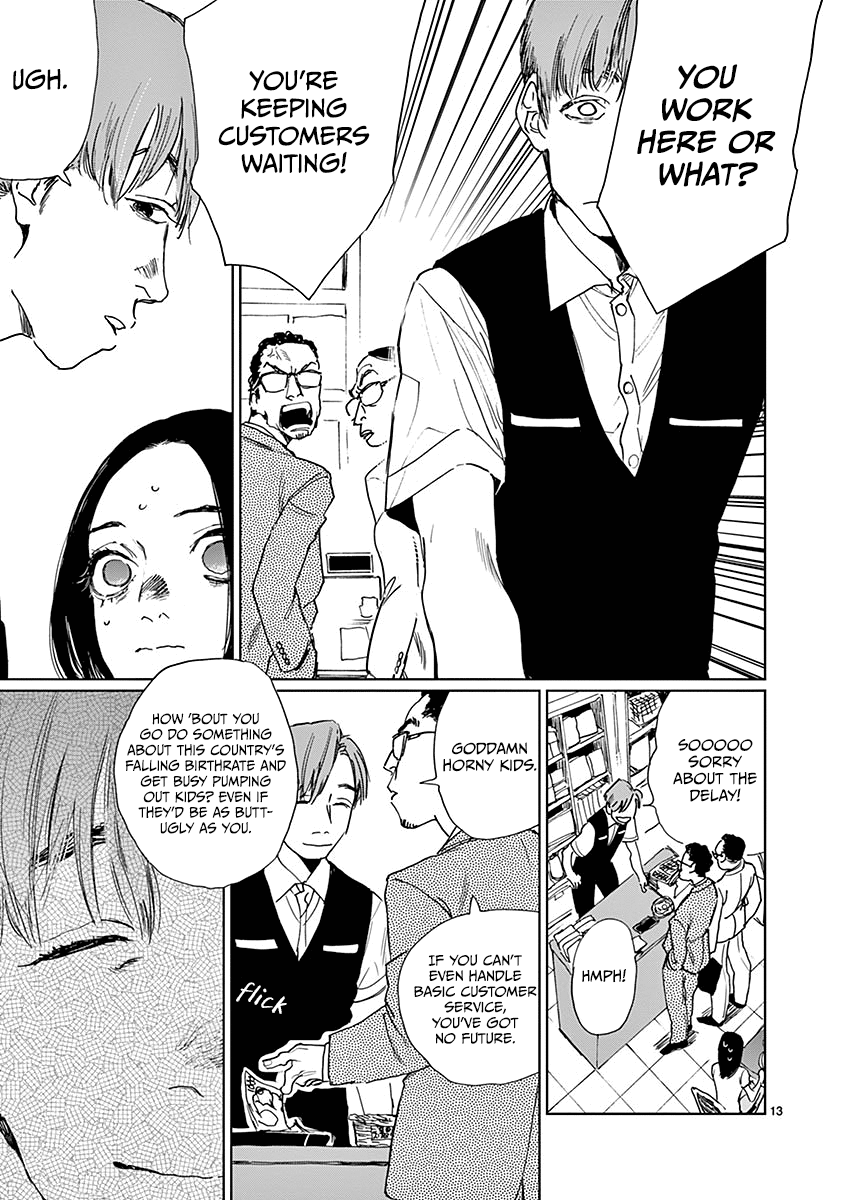 YOU
WORK
HERE OR
WHAT?
YOU'RE
KEEPING
CUSTOMERS
WAITING!
UGH.
SOOOOO
SORRY
ABOUT THE
DELAY!
HMPH!
GODDAMN
HORNY KIDS.
IF YOU CAN'T
EVEN HANDLE
BASIC CUSTOMER
SERVICE,
YOU'VE GOT
NO FUTURE.
flick
HOW 'BOUT YOU
GO DO SOMETHING
ABOUT THIS COUNTRY'S
FALLING BIRTHRATE AND
GET BUSY PUMPING
OUT KIDS? EVEN IF
THEY'D BE AS BUTT-
UGLY AS YOU.
13